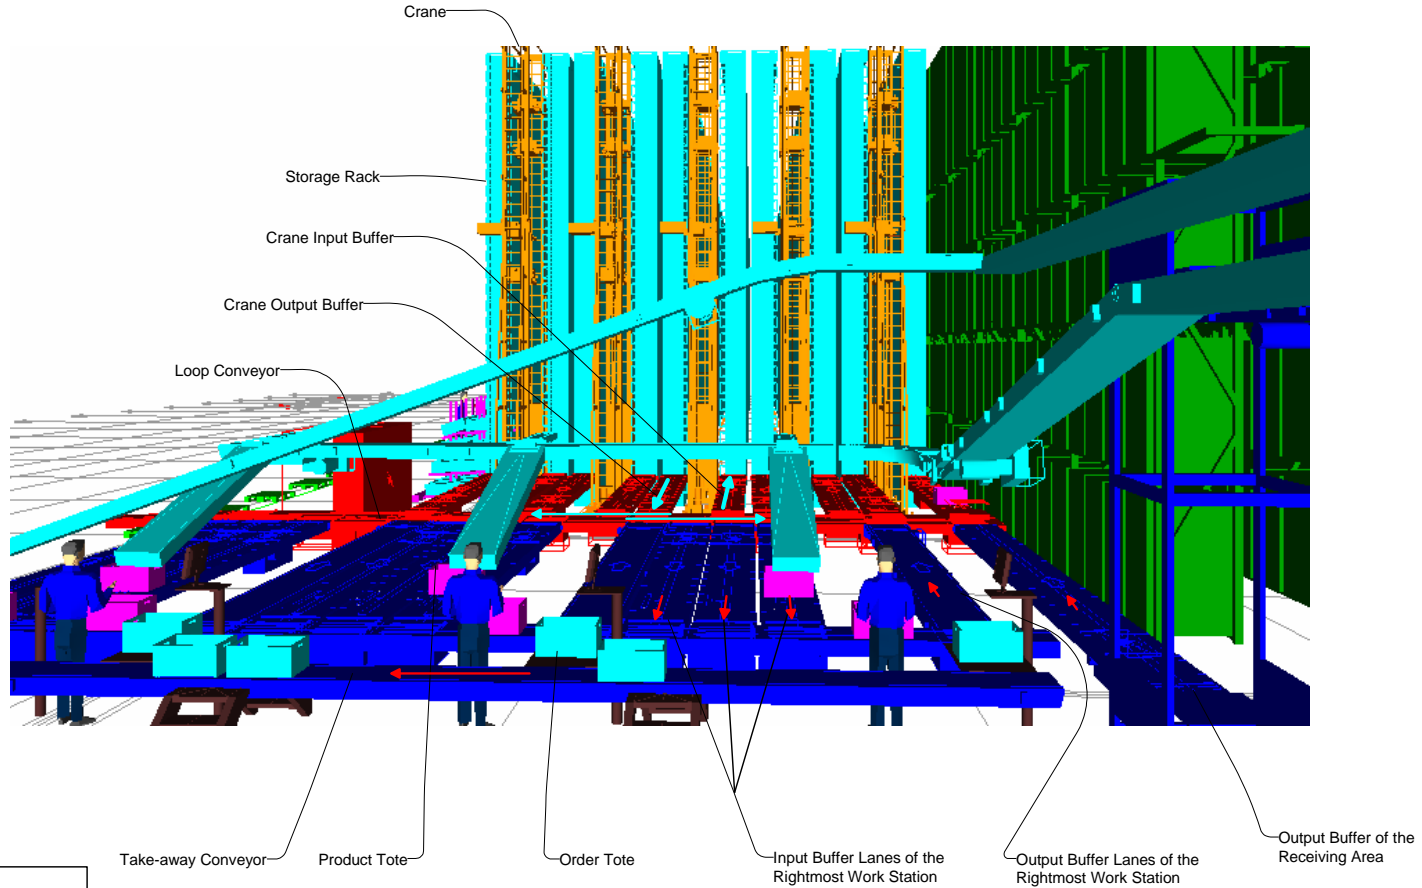 Crane
Storage Rack
Crane Input Buffer
Crane Output Buffer
Loop Conveyor
Take-away Conveyor
Product Tote
Order Tote
Input Buffer Lanes of the
Rightmost Work Station
Output Buffer Lanes of the
Rightmost Work Station
Output Buffer of the
Receiving Area